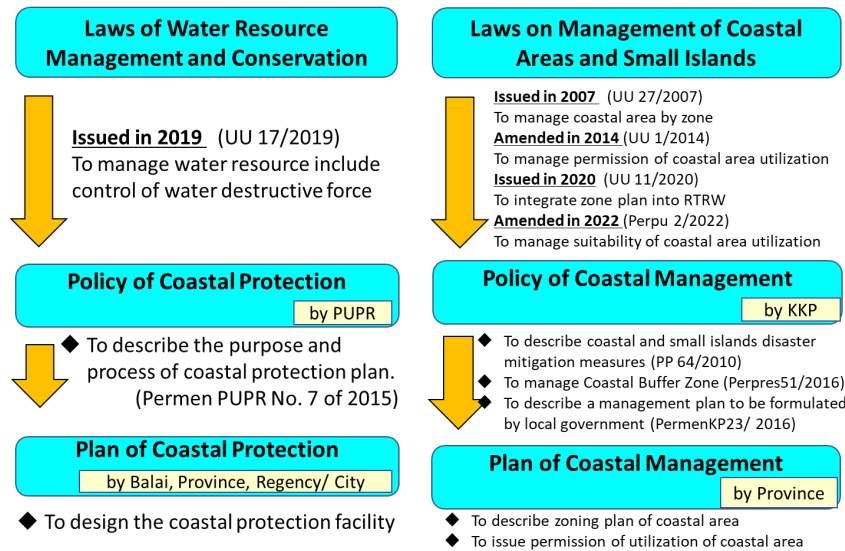 Laws of Water Resource
Management and Conservation
Issued in 2019 (UU 17/2019)
To manage water resource include
control of water destructive force
Policy of Coastal Protection
by PUPR
◆ To describe the purpose and
process of coastal protection plan.
(Permen PUPR No. 7 of 2015)
Plan of Coastal Protection
by Balai, Province, Regency/ City
◆ To design the coastal protection facility
Laws on Management of Coastal
Areas and Small Islands
Issued in 2007 (UU 27/2007)
To manage coastal area by zone
Amended in 2014 (UU 1/2014)
To manage permission of coastal area utilization
Issued in 2020 (UU 11/2020)
To integrate zone plan into RTRW
Amended in 2022 (Perpu 2/2022)
To manage suitability of coastal area utilization
Policy of Coastal Management
by KKP
◆ To describe coastal and small islands disaster
mitigation measures (PP 64/2010)
◆ To manage Coastal Buffer Zone (Perpres51/2016)
◆ To describe a management plan to be formulated
by local government (PermenKP23/ 2016)
Plan of Coastal Management
by Province
◆ To describe zoning plan of coastal area
◆ To issue permission of utilization of coastal area